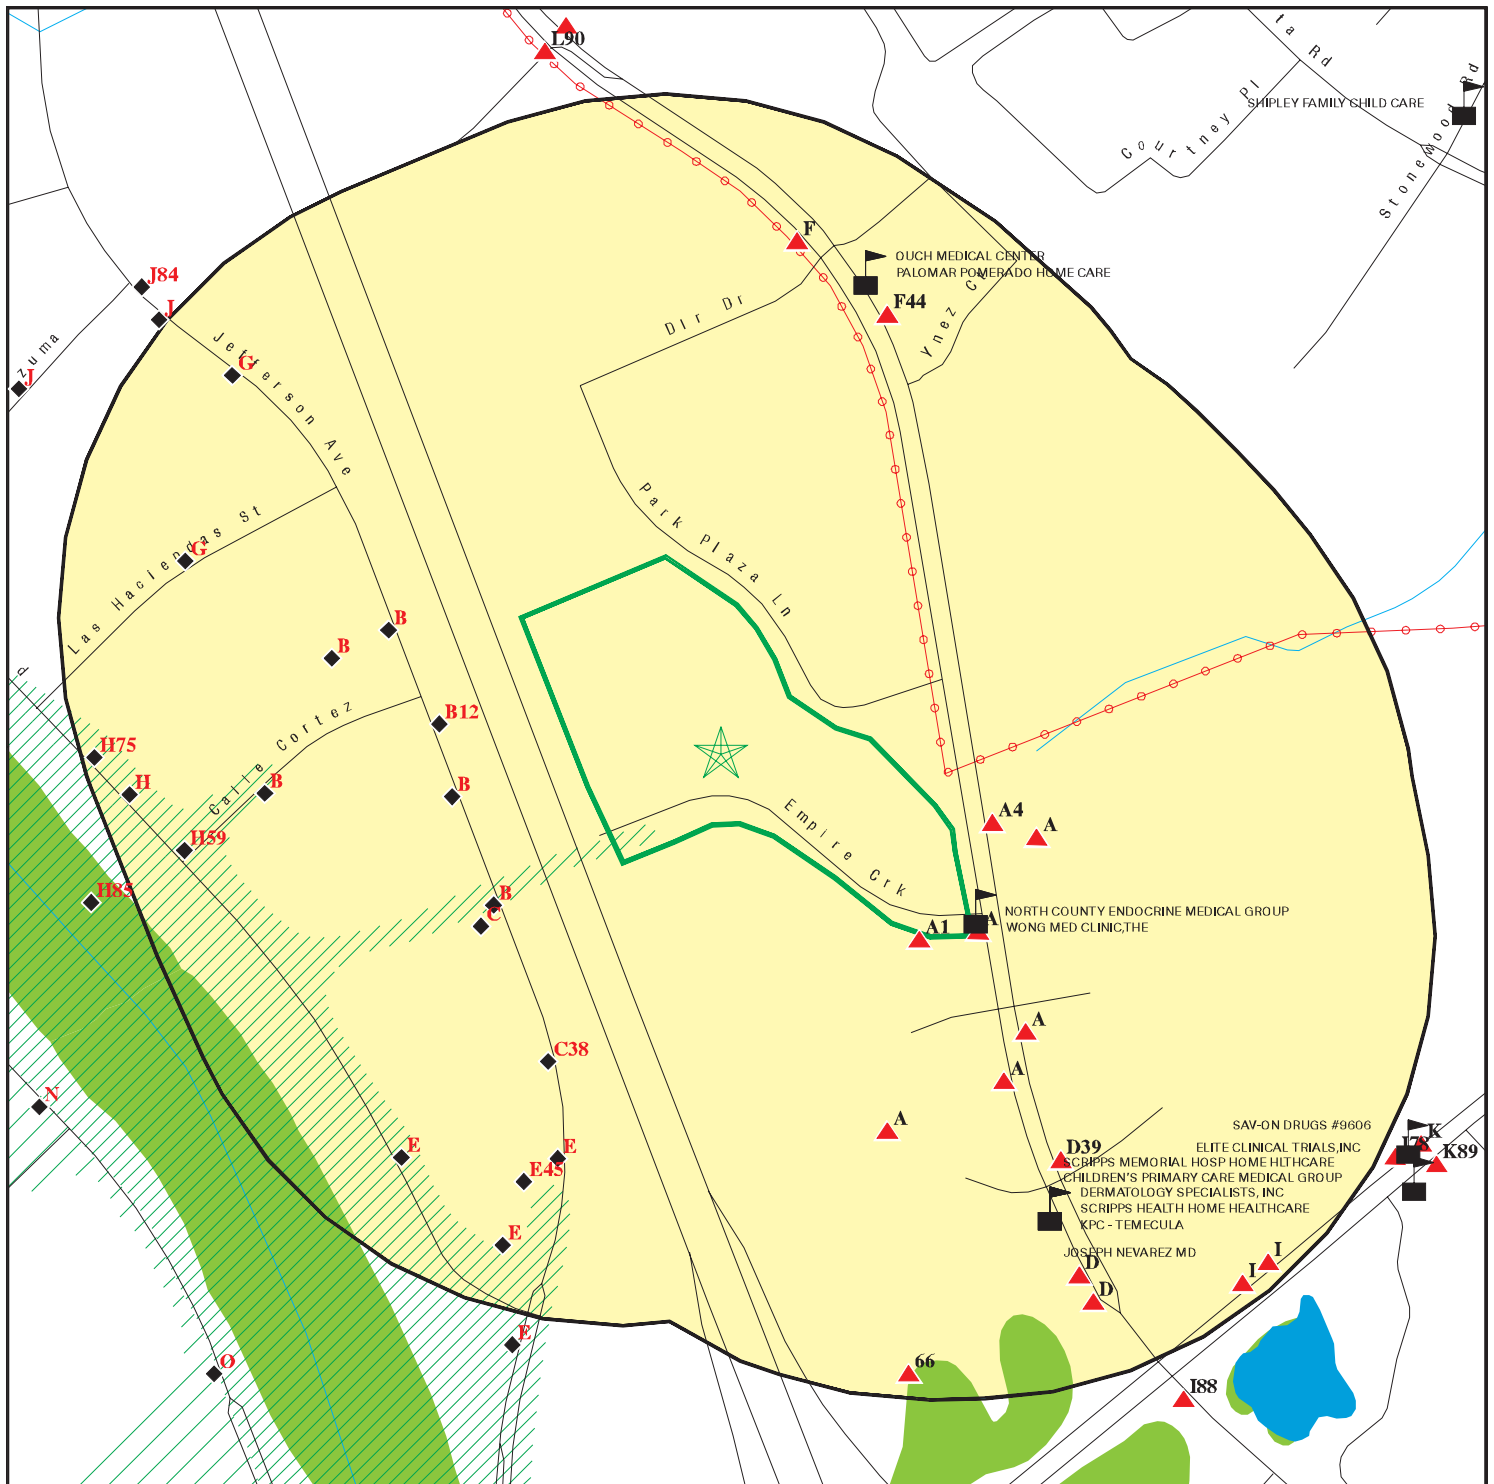 L90
ta Rd
SHIPLEY FAMILY CHILD CARE
Courtney Pl
Stonewood Rd
F
OUCH MEDICAL CENTER
PALOMAR POMERADO HOME CARE
J84
J
F44
Dlr Dr
Ynez Ct
zuma
J
Jefferson Ave
G
Park Plaza Ln
Las Haciendas St
G
B
B
d
B12
Calle Cortez
H75
H
B
B
Empire Crk
A4
A
H59
H85
B
C
A1
A
NORTH COUNTY ENDOCRINE MEDICAL GROUP
WONG MED CLINIC,THE
A
C38
A
N
A
SAV-ON DRUGS #9606
K
E
E
D39
ELITE CLINICAL TRIALS,INC
I78
K89
SCRIPPS MEMORIAL HOSP HOME HLTHCARE
E45
CHILDREN'S PRIMARY CARE MEDICAL GROUP
DERMATOLOGY SPECIALISTS, INC
SCRIPPS HEALTH HOME HEALTHCARE
KPC - TEMECULA
E
JOSEPH NEVAREZ MD
D
I
I
D
E
O
66
I88